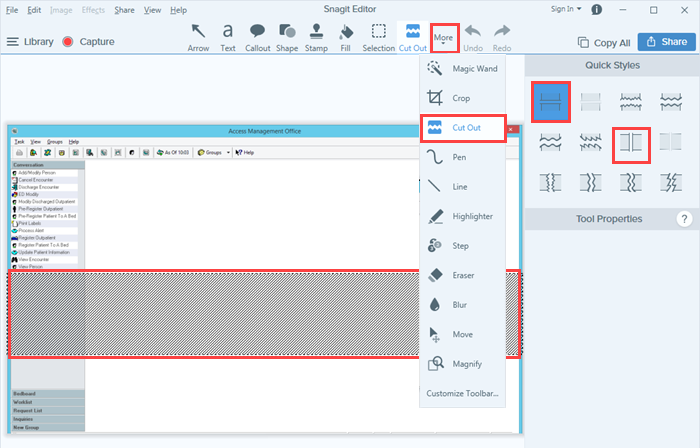 Snagit Editor
File Edit Image Effects Share View Help
Sign In
Library Capture
Arrow Text Callout Shape Stamp Fill Selection Cut Out More Undo Redo
Copy All Share
Quick Styles
Magic Wand
Crop
Cut Out
Pen
Line
Highlighter
Step
Eraser
Blur
Move
Magnify
Customize Toolbar...
Tool Properties ?
Access Management Office
Task View Groups Help
As Of 10:03 Groups ? Help
Conversation
Add/Modify Person
Cancel Encounter
Discharge Encounter
ED Modify
Modify Discharged Outpatient
Pre-Register Outpatient
Pre-Register Patient To A Bed
Print Labels
Process Alert
Register Outpatient
Register Patient To A Bed
Update Patient Information
View Encounter
View Person
Bedboard
Worklist
Request List
Inquiries
New Group